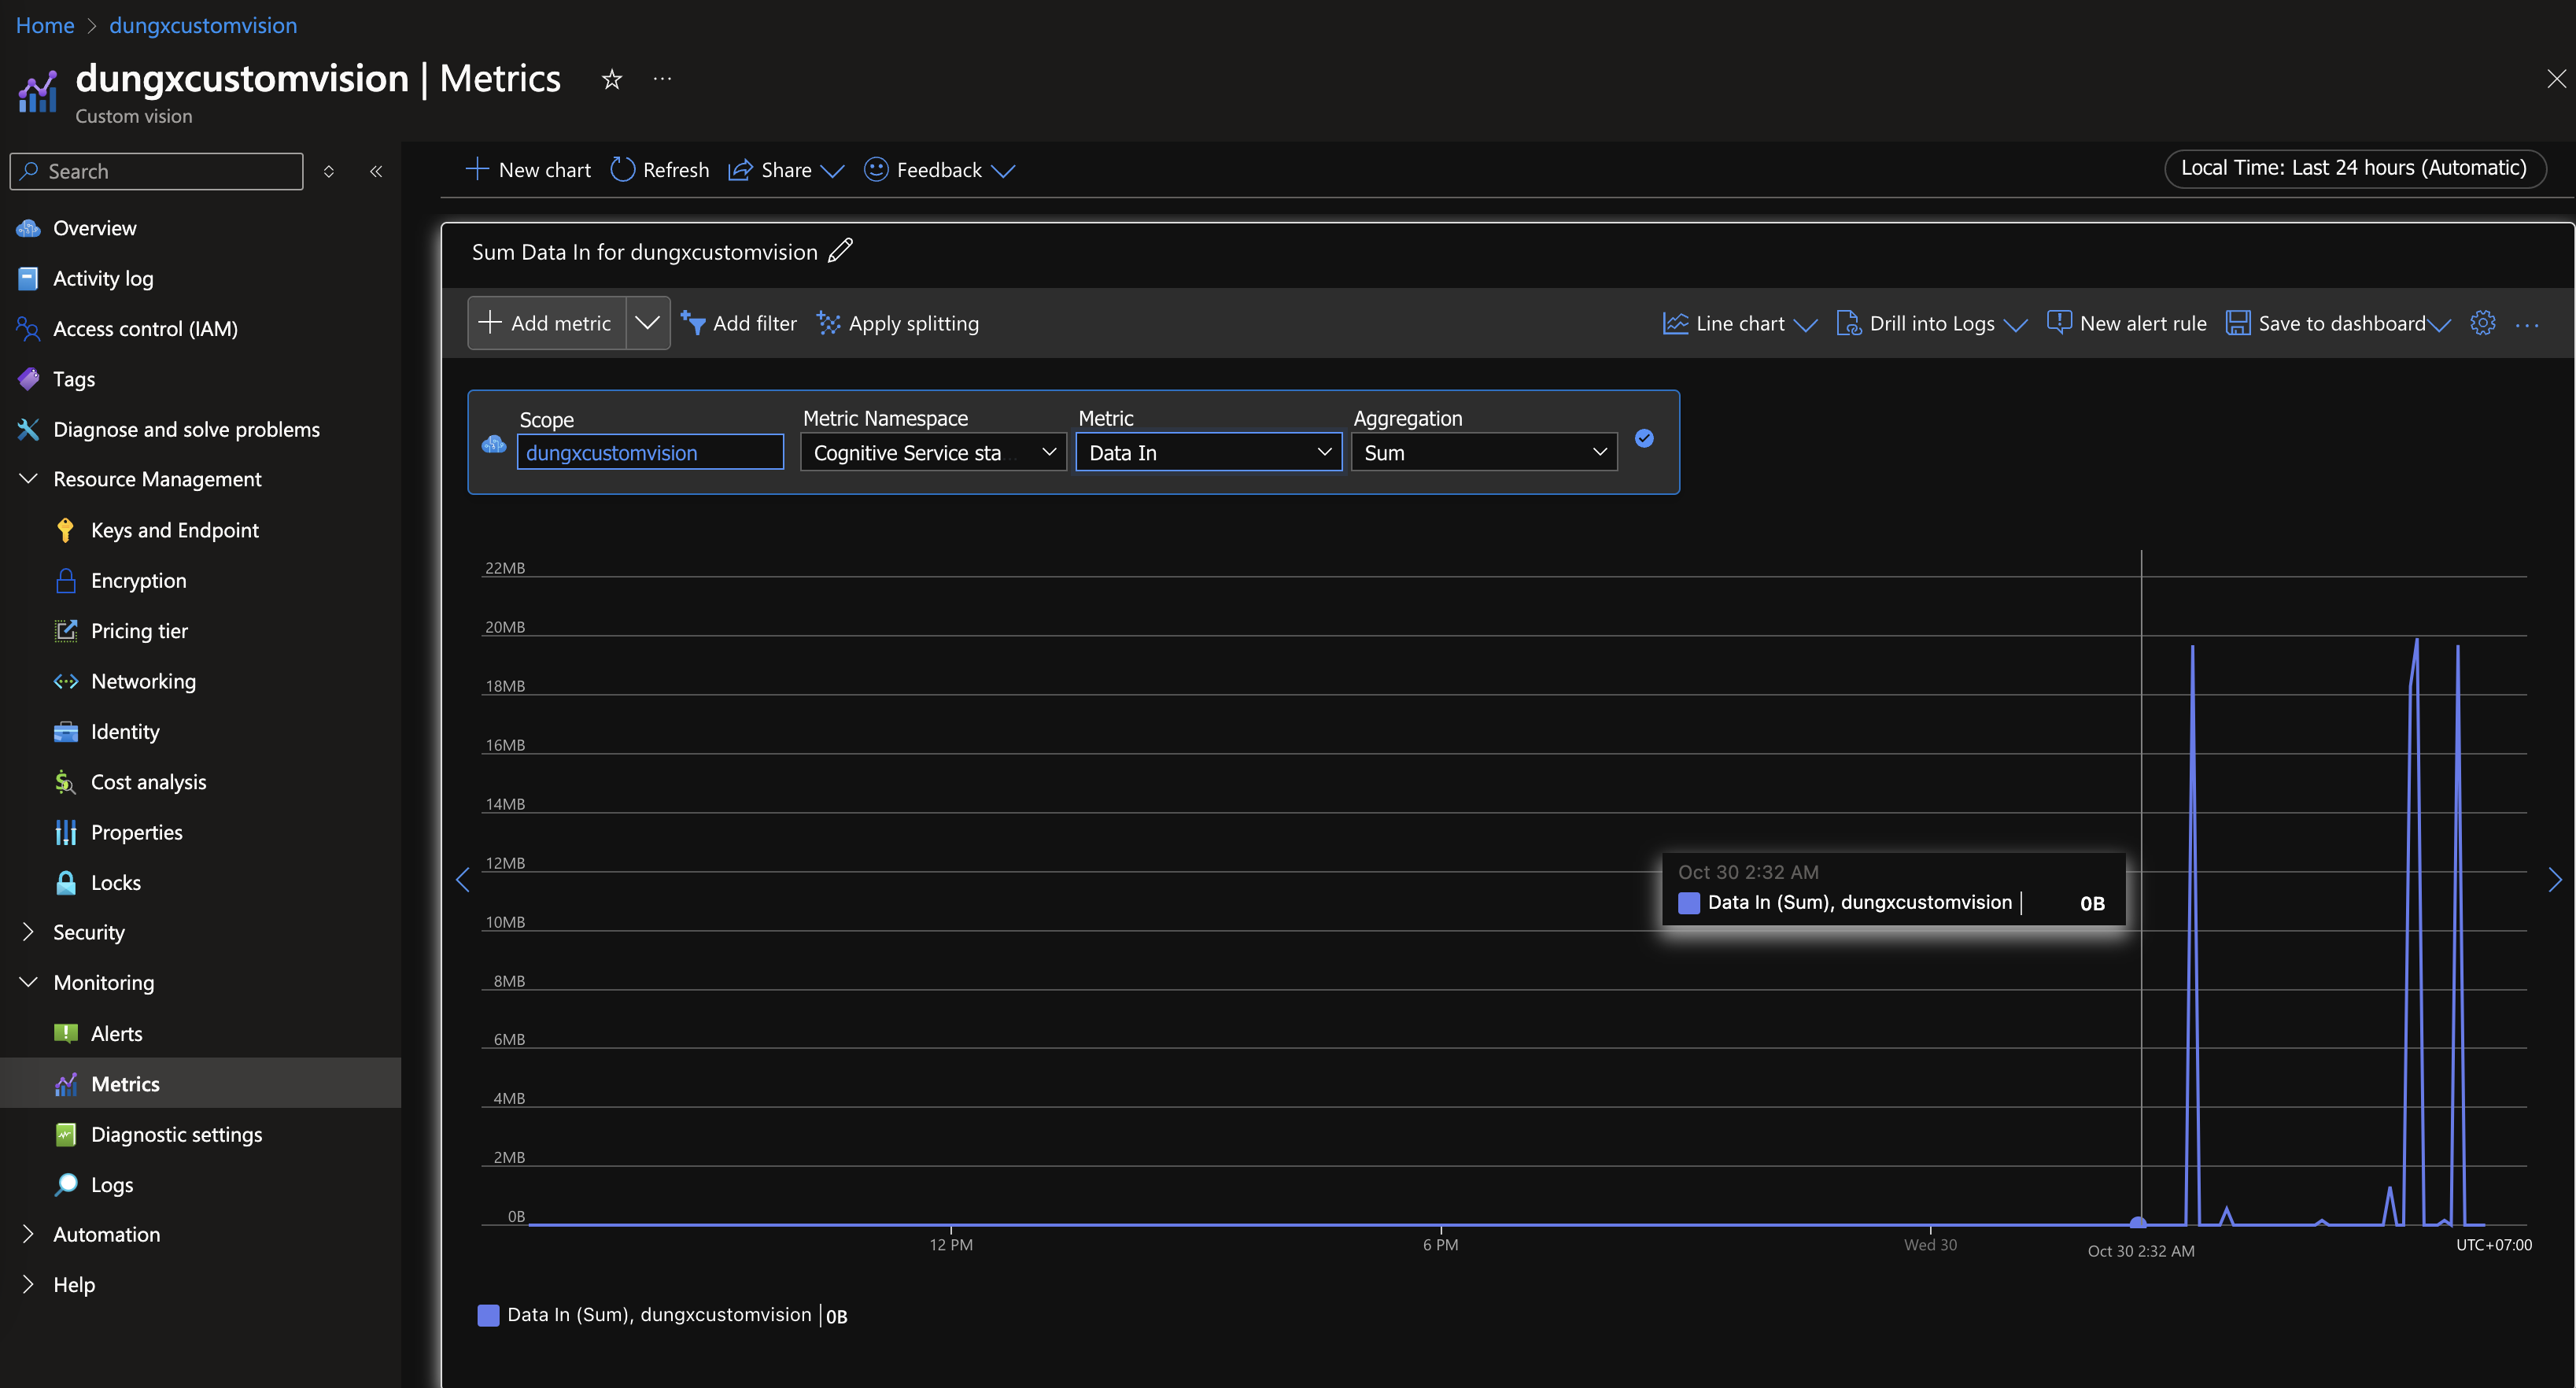 Home > dungxcustomvision
dungxcustomvision | Metrics
Custom vision
Search
Overview
Activity log
Access control (IAM)
Tags
Diagnose and solve problems
Resource Management
Keys and Endpoint
Encryption
Pricing tier
Networking
Identity
Cost analysis
Properties
Locks
Security
Monitoring
Alerts
Metrics
Diagnostic settings
Logs
Automation
Help
New chart Refresh Share Feedback
Local Time: Last 24 hours (Automatic)
Sum Data In for dungxcustomvision
Add metric Add filter Apply splitting
Line chart Drill into Logs New alert rule Save to dashboard
Scope Metric Namespace Metric Aggregation
dungxcustomvision Cognitive Service sta... Data In Sum
22MB
20MB
18MB
16MB
14MB
12MB
10MB
8MB
6MB
4MB
2MB
0B
Oct 30 2:32 AM
Data In (Sum), dungxcustomvision | 0B
12 PM 6 PM Wed 30 Oct 30 2:32 AM UTC+07:00
Data In (Sum), dungxcustomvision | 0B